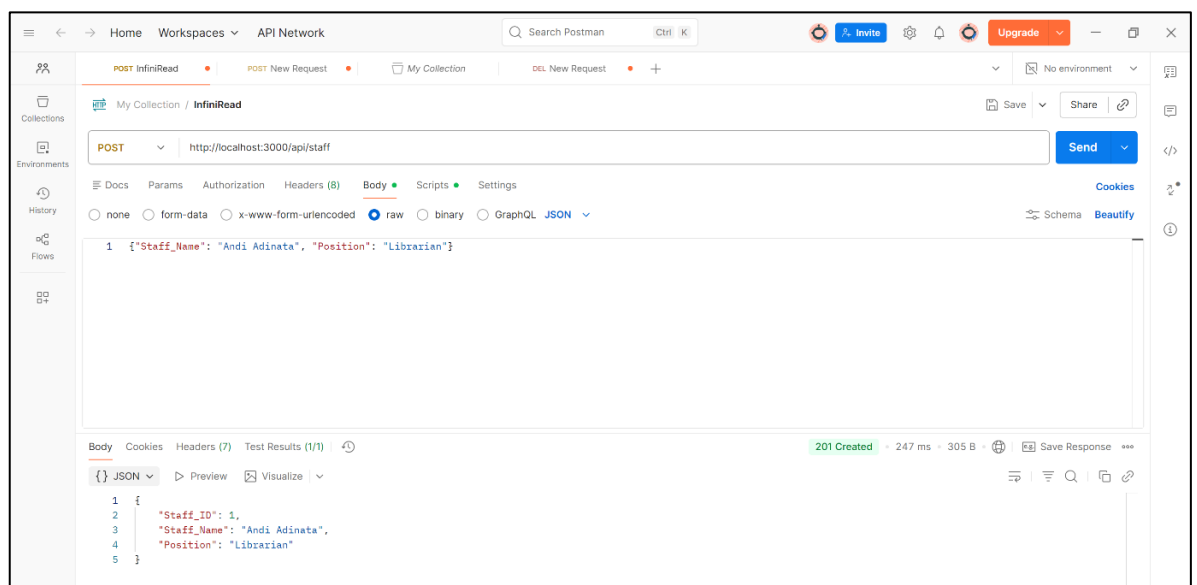 Home Workspaces API Network Search Postman Ctrl K Invite Upgrade
POST InfiniRead POST New Request My Collection DEL New Request No environment
Collections
Environments
History
Flows
HTTP My Collection / InfiniRead Save Share
POST http://localhost:3000/api/staff Send
Docs Params Authorization Headers (8) Body Scripts Settings Cookies
none form-data x-www-form-urlencoded raw binary GraphQL JSON Schema Beautify
1 {"Staff_Name": "Andi Adinata", "Position": "Librarian"}
Body Cookies Headers (7) Test Results (1/1) 201 Created 247 ms 305 B Save Response
{} JSON Preview Visualize
1 {
2 "Staff_ID": 1,
3 "Staff_Name": "Andi Adinata",
4 "Position": "Librarian"
5 }